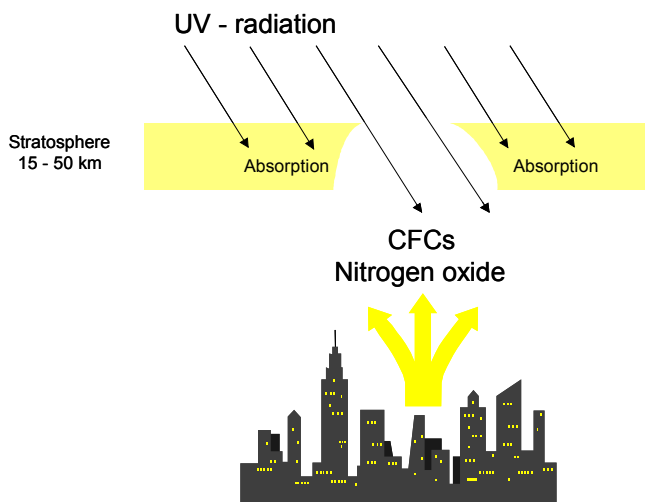 UV - radiation
Stratosphere
15 - 50 km
Absorption
Absorption
CFCs
Nitrogen oxide